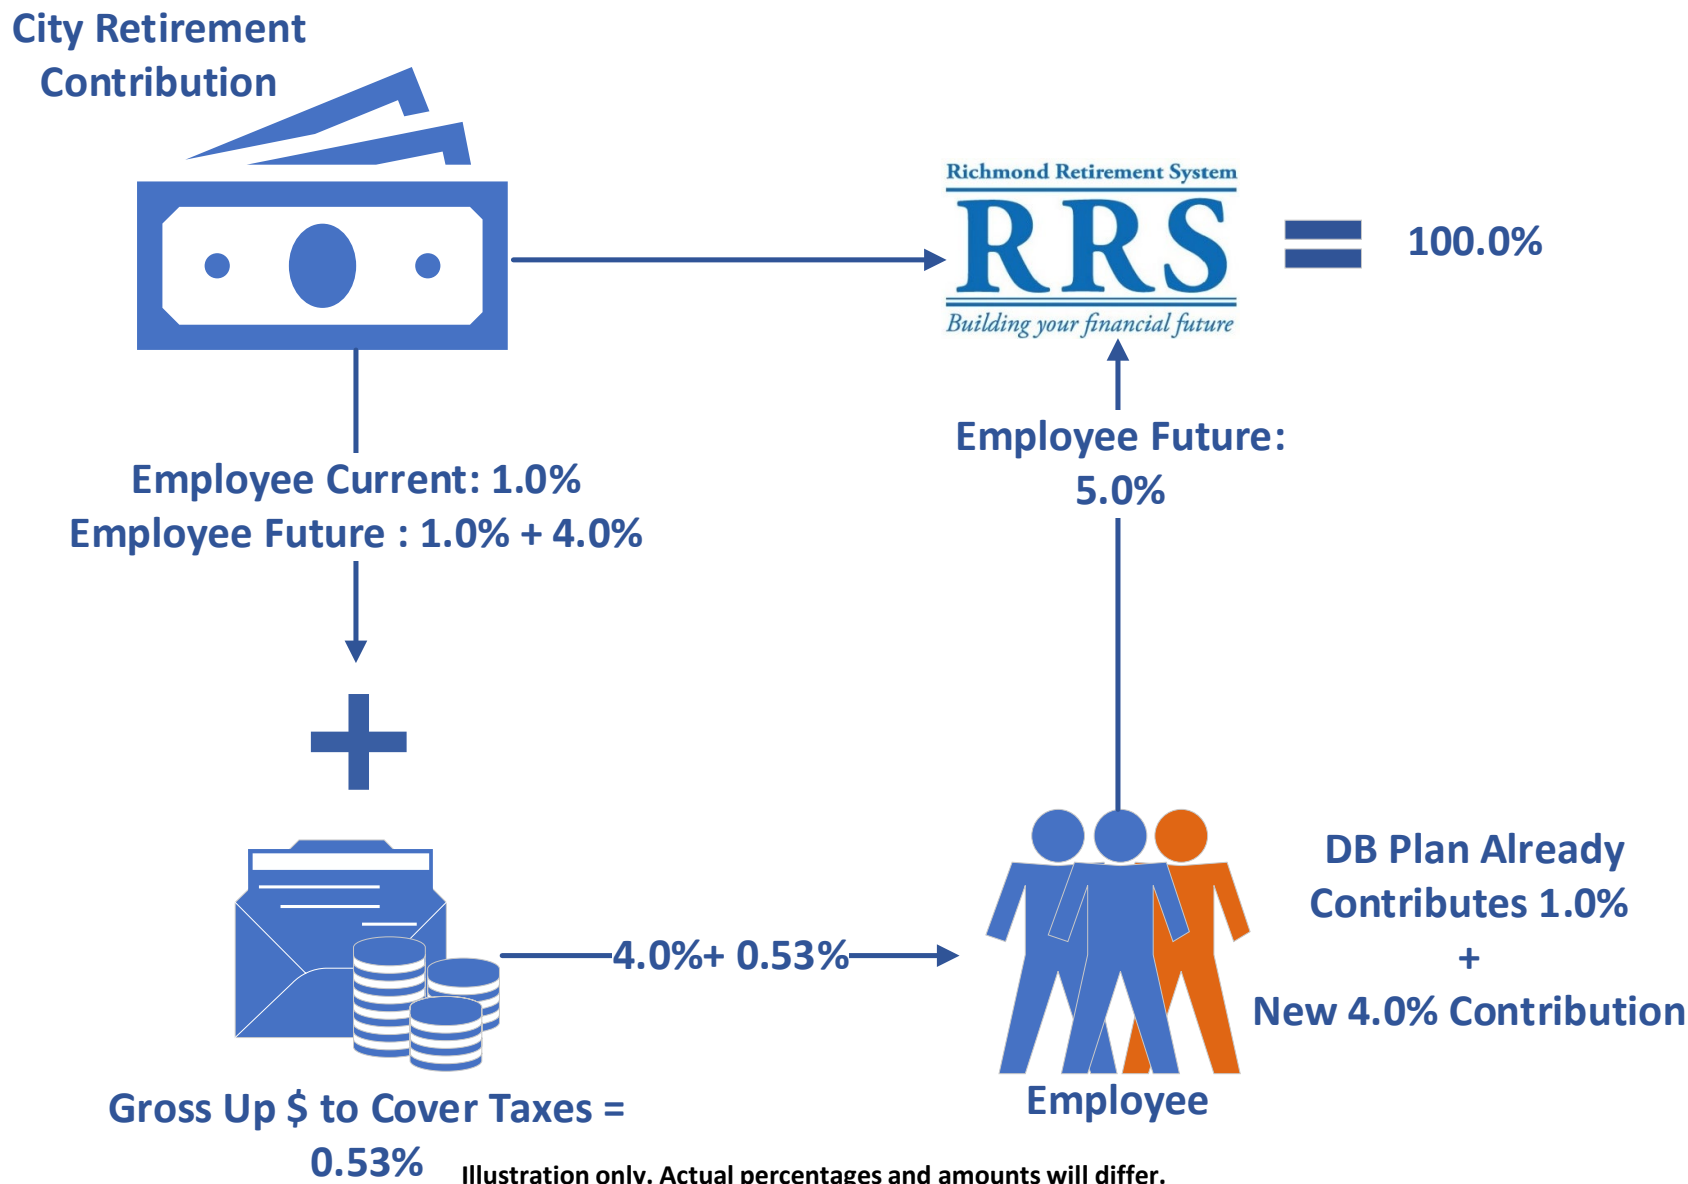 City Retirement
Contribution
Richmond Retirement System
RRS
Building your financial future
100.0%
Employee Current: 1.0%
Employee Future : 1.0% + 4.0%
Employee Future:
5.0%
4.0%+ 0.53%
DB Plan Already
Contributes 1.0%
+
New 4.0% Contribution
Gross Up $ to Cover Taxes =
0.53%
Employee
Illustration only. Actual percentages and amounts will differ.